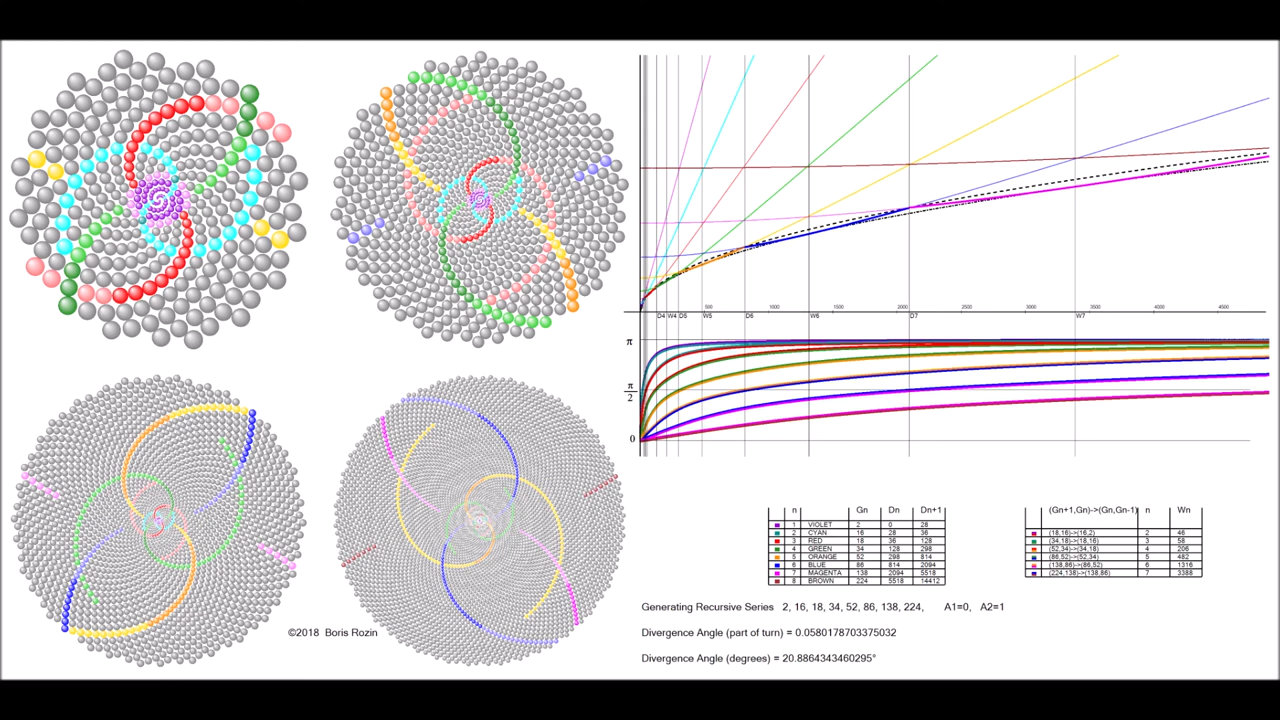 500 1000 1500 2000 2500 3000 3500 4000 4500
D4 W4 D5 W5 D6 W6 D7 W7
π
π
2
0
n Gn Dn Dn+1
1 VIOLET 2 0 28
2 CYAN 16 28 36
3 RED 18 36 128
4 GREEN 34 128 298
5 ORANGE 52 298 814
6 BLUE 86 814 2094
7 MAGENTA 138 2094 5518
8 BROWN 224 5518 14412
(Gn+1,Gn)->(Gn,Gn-1) n Wn
(18,16)->(16,2) 2 46
(34,18)->(18,16) 3 58
(52,34)->(34,18) 4 206
(86,52)->(52,34) 5 482
(138,86)->(86,52) 6 1316
(224,138)->(138,86) 7 3388
©2018 Boris Rozin
Generating Recursive Series 2, 16, 18, 34, 52, 86, 138, 224, A1=0, A2=1
Divergence Angle (part of turn) = 0.0580178703375032
Divergence Angle (degrees) = 20.8864343460295°